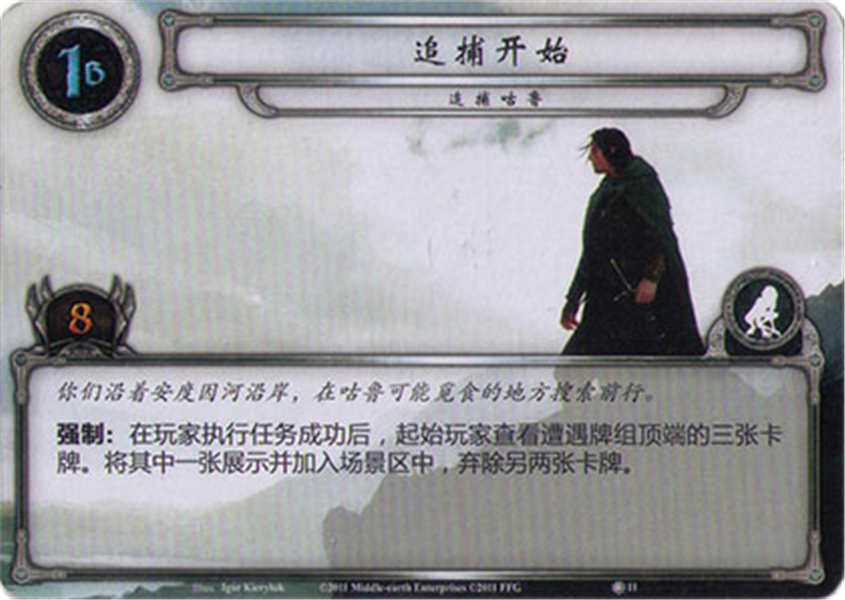 1B
追捕开始
追捕咕鲁
8
你们沿着安度因河沿岸，在咕鲁可能觅食的地方搜索前行。
强制：在玩家执行任务成功后，起始玩家查看遭遇牌组顶端的三张卡
牌。将其中一张展示并加入场景区中，弃除另两张卡牌。
Illus. Igor Kieryluk ©2011 Middle-earth Enterprises ©2011 FFG 11